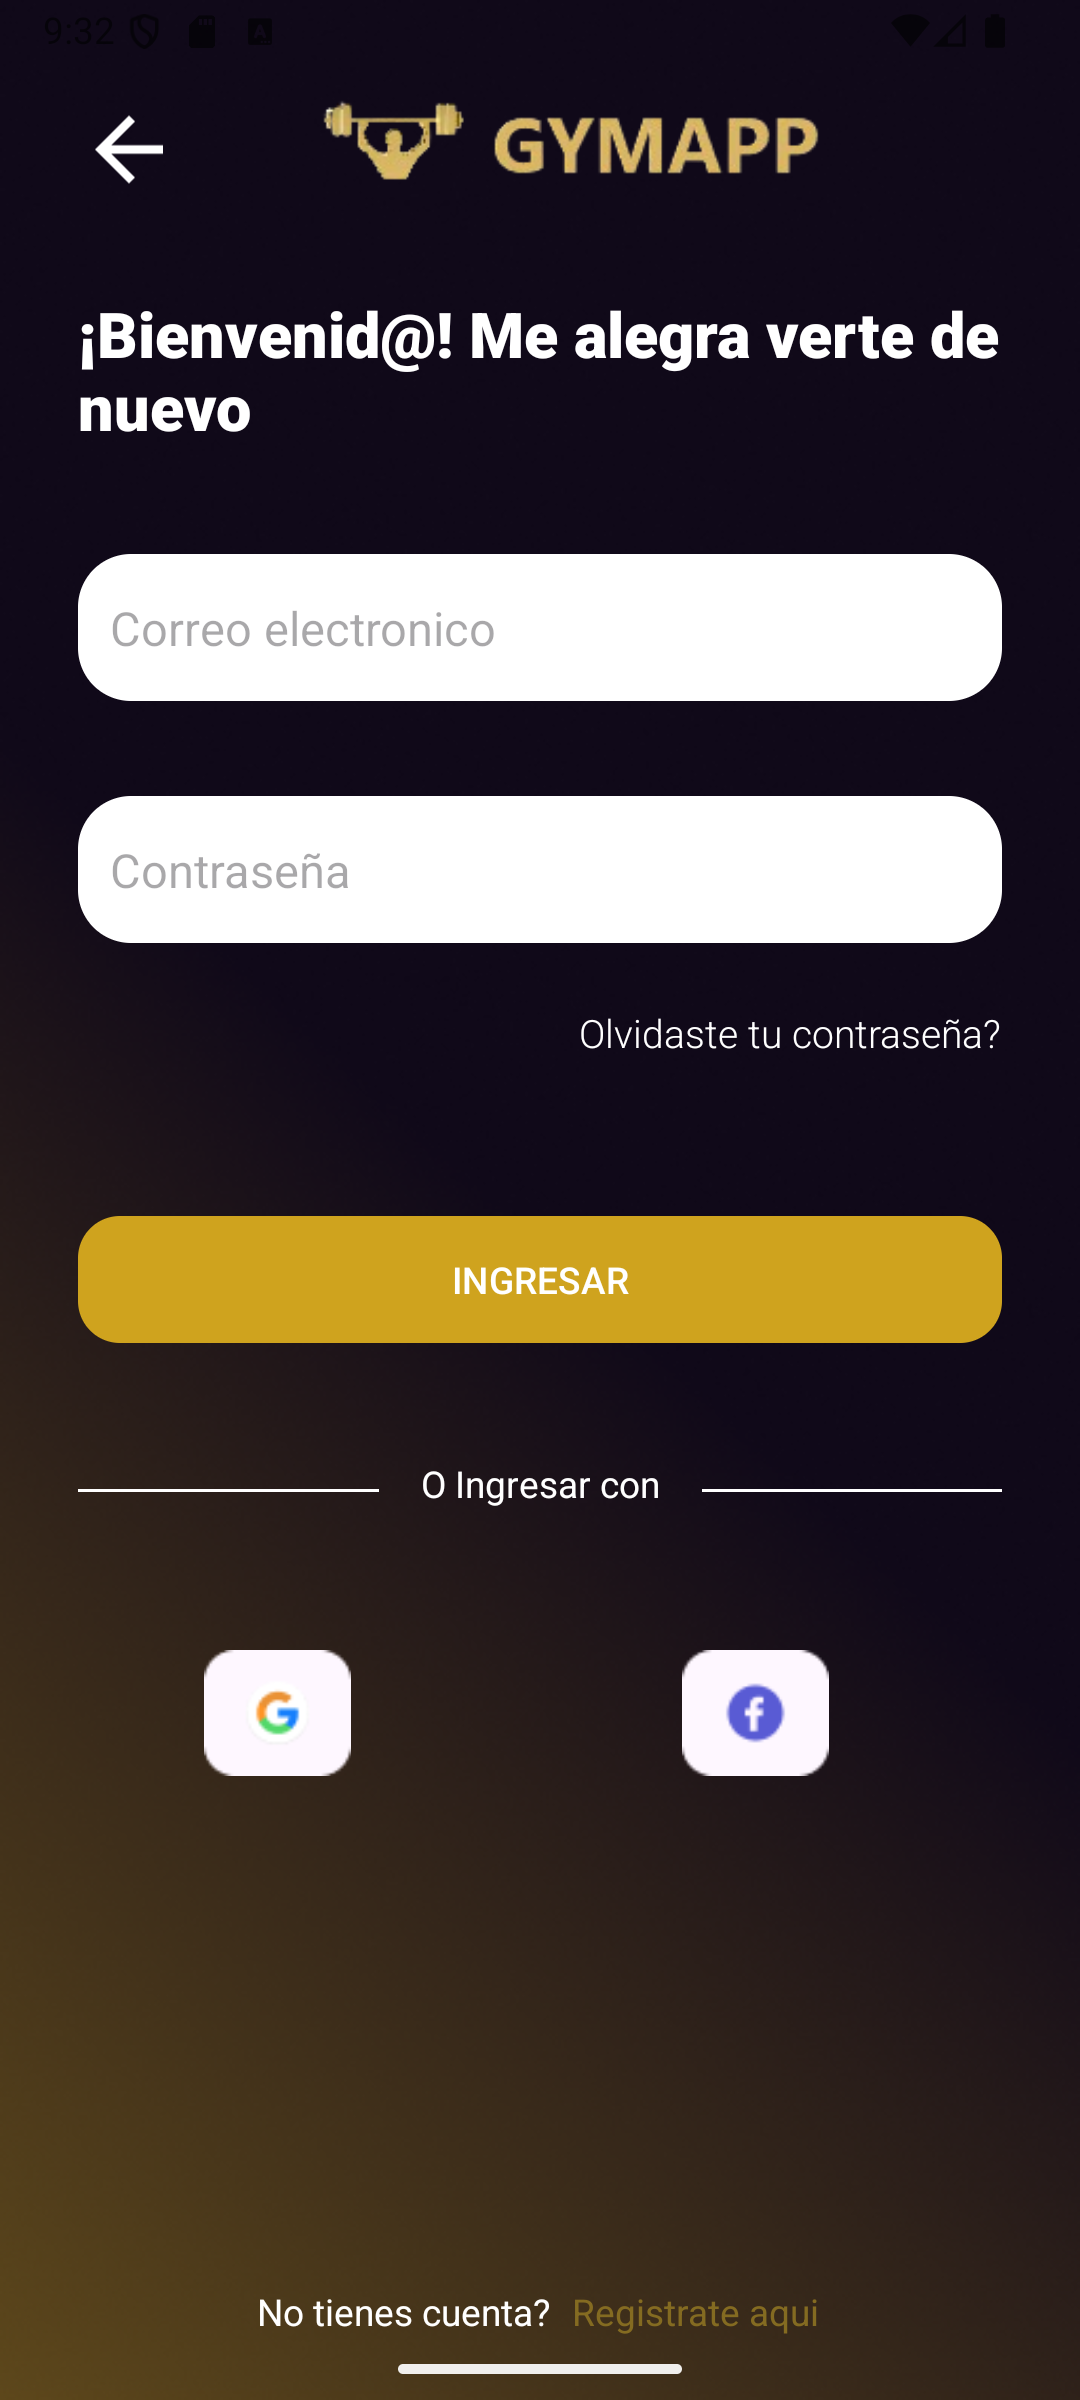 9:32
GYMAPP
¡Bienvenid@! Me alegra verte de
nuevo
Correo electronico
Contraseña
Olvidaste tu contraseña?
INGRESAR
O Ingresar con
No tienes cuenta? Registrate aqui